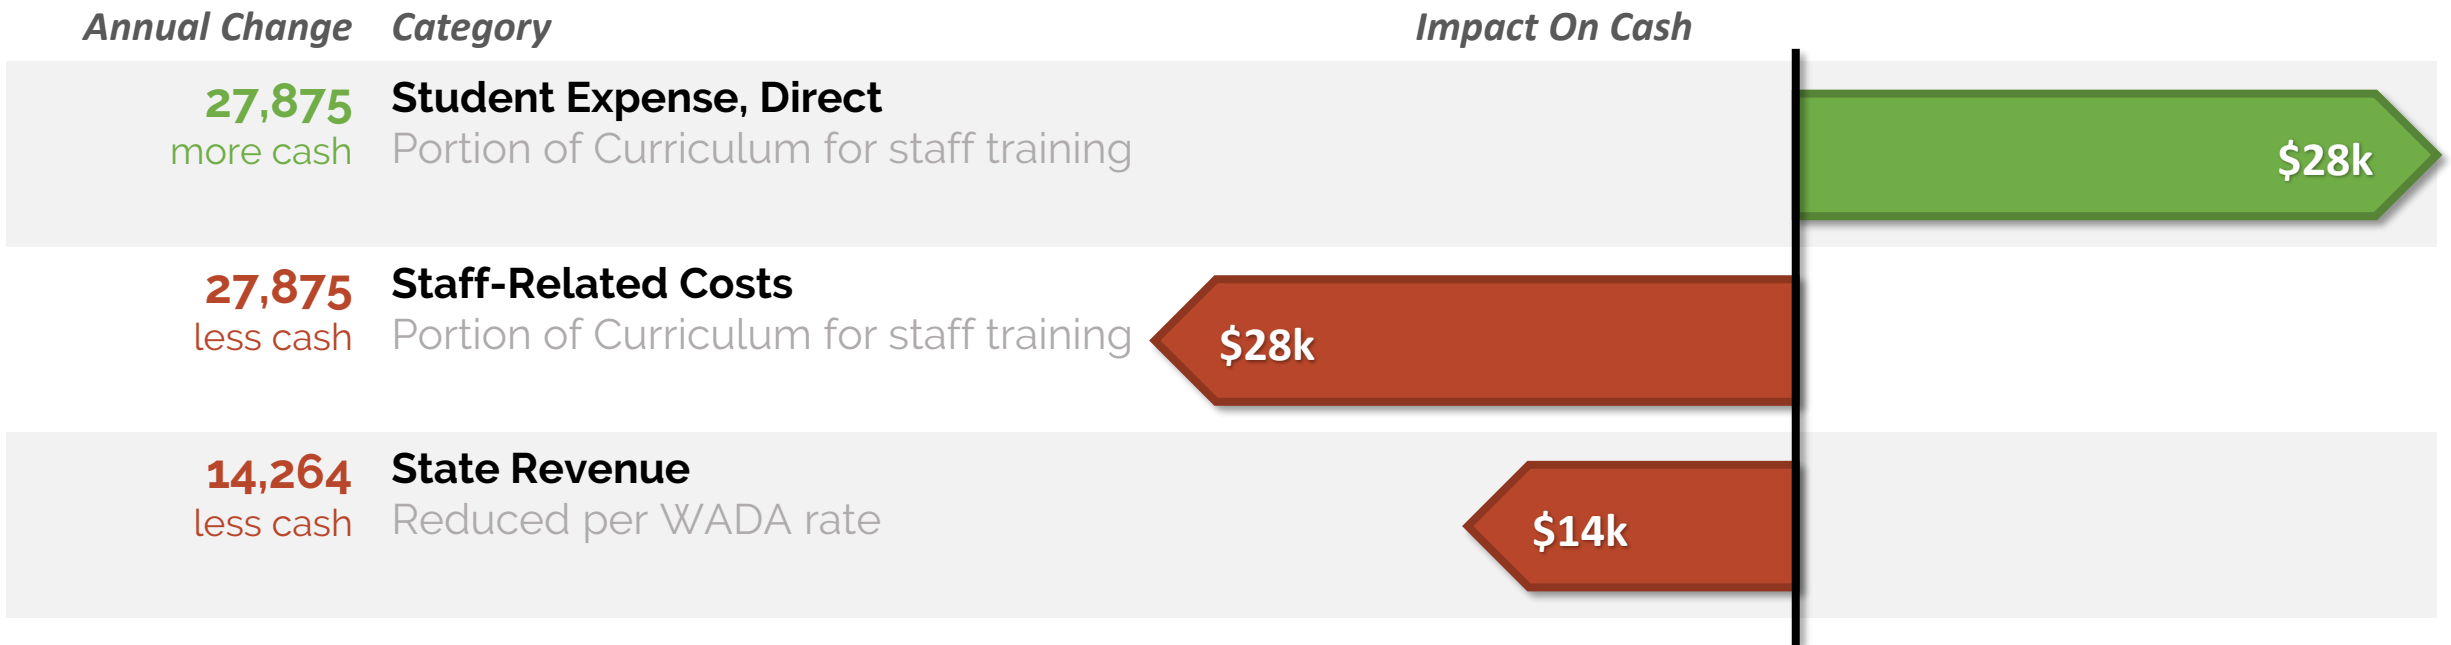 Annual Change Category Impact On Cash
27,875 Student Expense, Direct
more cash Portion of Curriculum for staff training
$28k
27,875 Staff-Related Costs
less cash Portion of Curriculum for staff training
$28k
14,264 State Revenue
less cash Reduced per WADA rate
$14k